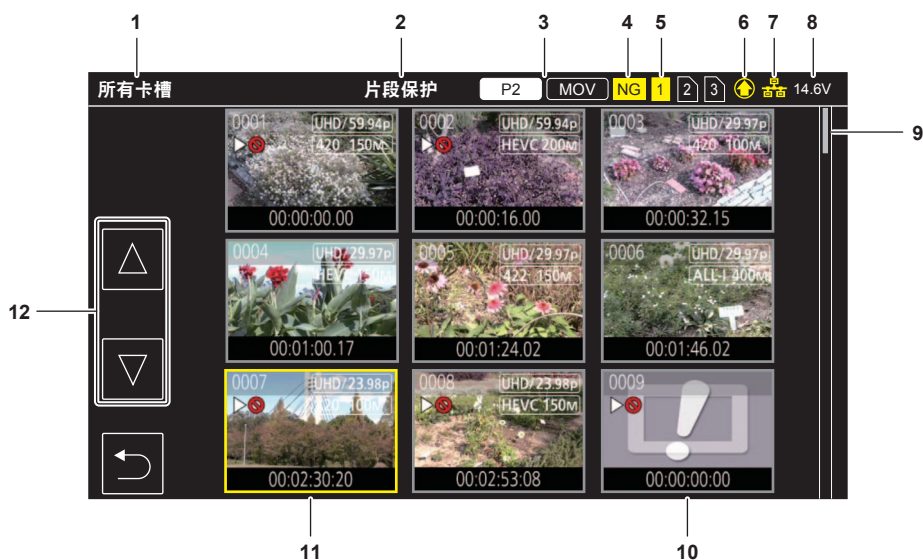 1 2 3 4 5 6 7 8
所有卡槽 片段保护 P2 MOV NG 1 2 3 14.6V
9
0001 UHD/59.94p 420 150M 00:00:00.00
0002 UHD/59.94p HEVC 200M 00:00:16.00
0003 UHD/29.97p 420 100M 00:00:32.15
0004 UHD/29.97p HEVC 150M 00:01:00.17
0005 UHD/29.97p 422 150M 00:01:24.02
0006 UHD/29.97p ALL-I 400M 00:01:46.02
12
0007 UHD/23.98p 420 100M 00:02:30:20
0008 UHD/23.98p HEVC 150M 00:02:53:08
0009 00:00:00:00
11 10